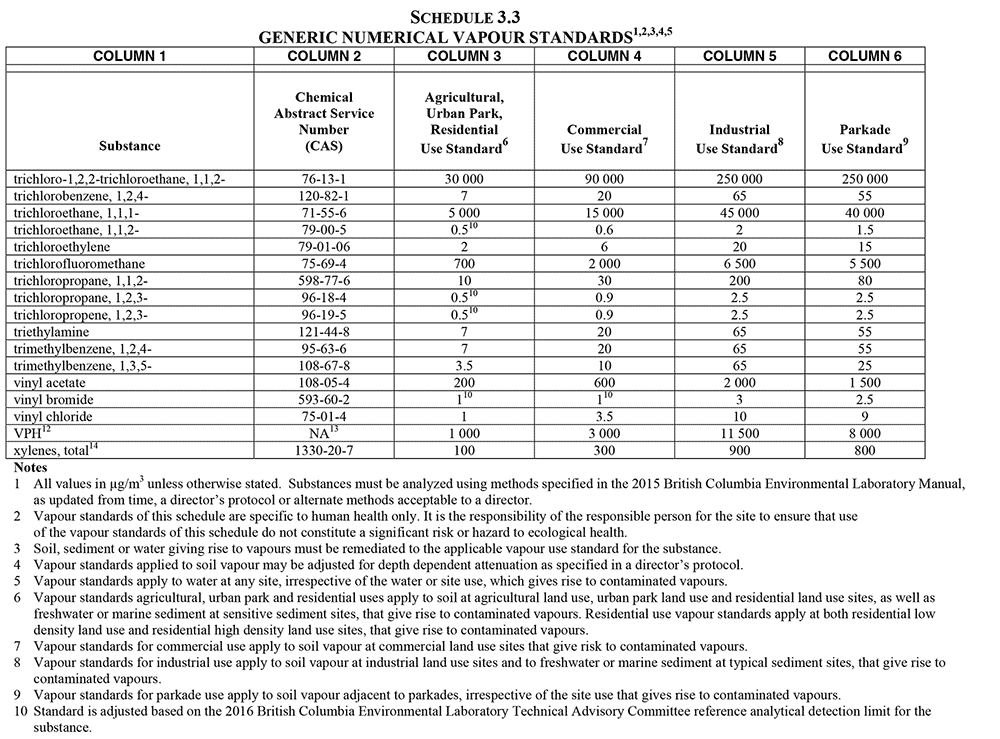 SCHEDULE 3.3
GENERIC NUMERICAL VAPOUR STANDARDS1,2,3,4,5
COLUMN 1 COLUMN 2 COLUMN 3 COLUMN 4 COLUMN 5 COLUMN 6
Substance Chemical Abstract Service Number (CAS) Agricultural, Urban Park, Residential Use Standard6 Commercial Use Standard7 Industrial Use Standard8 Parkade Use Standard9
trichloro-1,2,2-trichloroethane, 1,1,2- 76-13-1 30 000 90 000 250 000 250 000
trichlorobenzene, 1,2,4- 120-82-1 7 20 65 55
trichloroethane, 1,1,1- 71-55-6 5 000 15 000 45 000 40 000
trichloroethane, 1,1,2- 79-00-5 0.510 0.6 2 1.5
trichloroethylene 79-01-06 2 6 20 15
trichlorofluoromethane 75-69-4 700 2 000 6 500 5 500
trichloropropane, 1,1,2- 598-77-6 10 30 200 80
trichloropropane, 1,2,3- 96-18-4 0.510 0.9 2.5 2.5
trichloropropene, 1,2,3- 96-19-5 0.510 0.9 2.5 2.5
triethylamine 121-44-8 7 20 65 55
trimethylbenzene, 1,2,4- 95-63-6 7 20 65 55
trimethylbenzene, 1,3,5- 108-67-8 3.5 10 65 25
vinyl acetate 108-05-4 200 600 2 000 1 500
vinyl bromide 593-60-2 110 110 3 2.5
vinyl chloride 75-01-4 1 3.5 10 9
VPH12 NA13 1 000 3 000 11 500 8 000
xylenes, total14 1330-20-7 100 300 900 800
Notes
1 All values in µg/m3 unless otherwise stated. Substances must be analyzed using methods specified in the 2015 British Columbia Environmental Laboratory Manual,
as updated from time, a director's protocol or alternate methods acceptable to a director.
2 Vapour standards of this schedule are specific to human health only. It is the responsibility of the responsible person for the site to ensure that use
of the vapour standards of this schedule do not constitute a significant risk or hazard to ecological health.
3 Soil, sediment or water giving rise to vapours must be remediated to the applicable vapour use standard for the substance.
4 Vapour standards applied to soil vapour may be adjusted for depth dependent attenuation as specified in a director's protocol.
5 Vapour standards apply to water at any site, irrespective of the water or site use, which gives rise to contaminated vapours.
6 Vapour standards agricultural, urban park and residential uses apply to soil at agricultural land use, urban park land use and residential land use sites, as well as
freshwater or marine sediment at sensitive sediment sites, that give rise to contaminated vapours. Residential use vapour standards apply at both residential low
density land use and residential high density land use sites, that give rise to contaminated vapours.
7 Vapour standards for commercial use apply to soil vapour at commercial land use sites that give risk to contaminated vapours.
8 Vapour standards for industrial use apply to soil vapour at industrial land use sites and to freshwater or marine sediment at typical sediment sites, that give rise to
contaminated vapours.
9 Vapour standards for parkade use apply to soil vapour adjacent to parkades, irrespective of the site use that gives rise to contaminated vapours.
10 Standard is adjusted based on the 2016 British Columbia Environmental Laboratory Technical Advisory Committee reference analytical detection limit for the
substance.